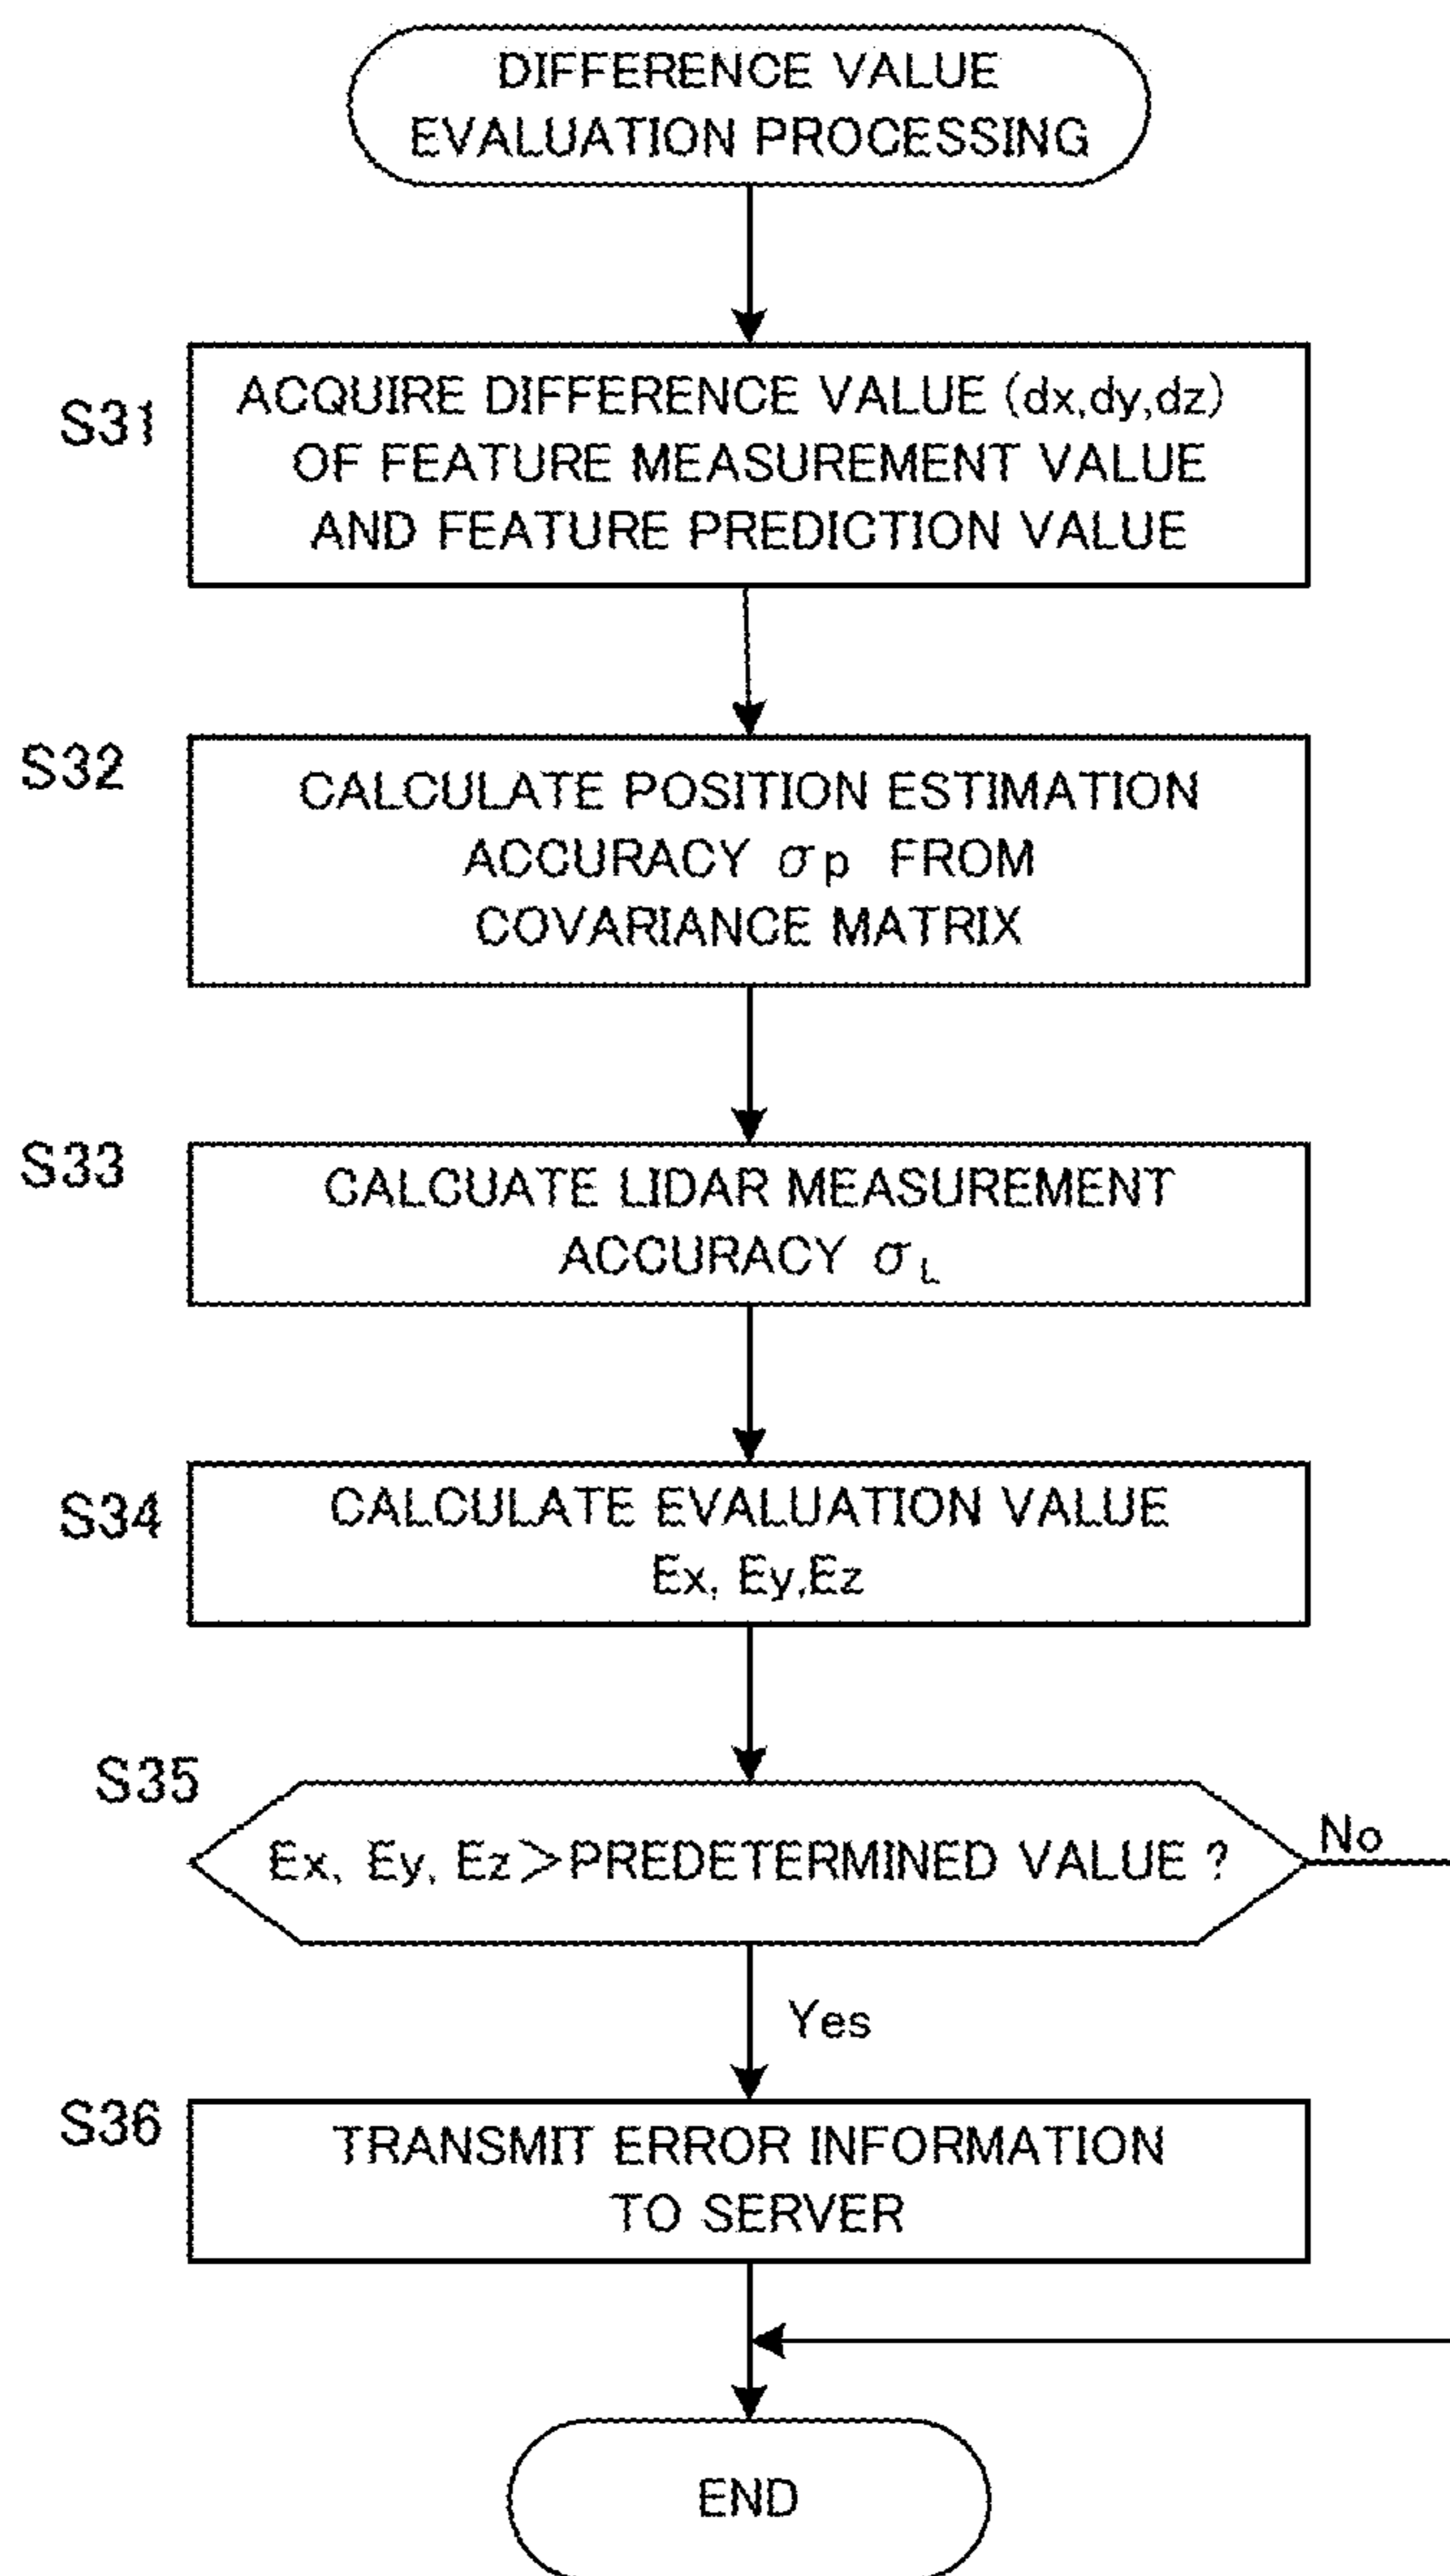 DIFFERENCE VALUE
EVALUATION PROCESSING
S31
ACQUIRE DIFFERENCE VALUE (dx,dy,dz)
OF FEATURE MEASUREMENT VALUE
AND FEATURE PREDICTION VALUE
S32
CALCULATE POSITION ESTIMATION
ACCURACY σp FROM
COVARIANCE MATRIX
S33
CALCUATE LIDAR MEASUREMENT
ACCURACY σL
S34
CALCULATE EVALUATION VALUE
Ex, Ey,Ez
S35
Ex, Ey, Ez>PREDETERMINED VALUE ?
No
Yes
S36
TRANSMIT ERROR INFORMATION
TO SERVER
END